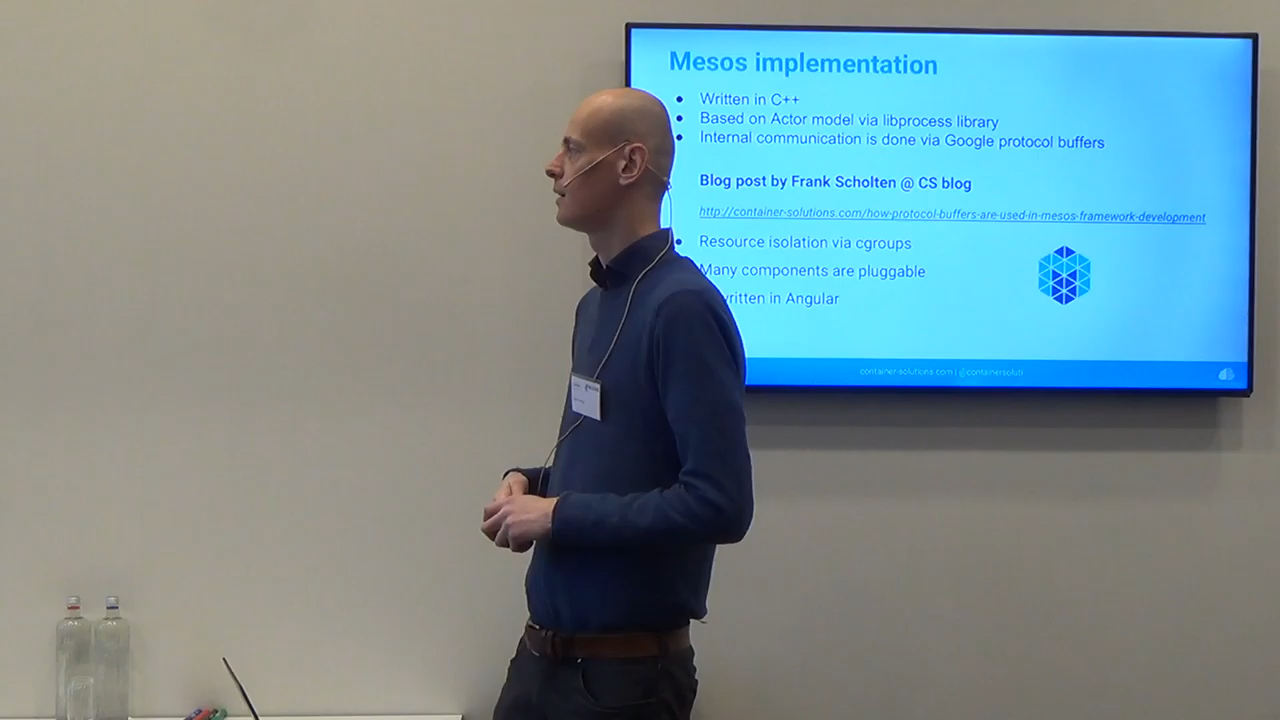 Mesos implementation
Written in C++
Based on Actor model via libprocess library
Internal communication is done via Google protocol buffers
Blog post by Frank Scholten @ CS blog
http://container-solutions.com/how-protocol-buffers-are-used-in-mesos-framework-development
Resource isolation via cgroups
Many components are pluggable
written in Angular
container-solutions.com | @containersoluti